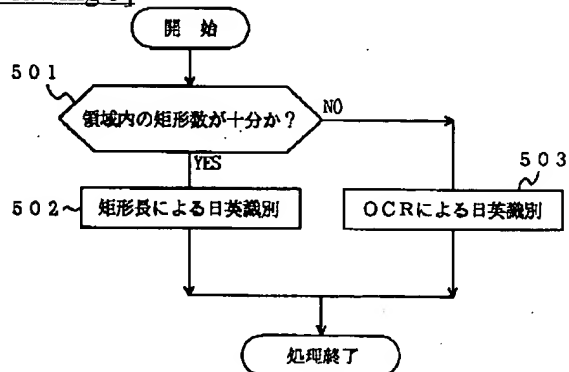 開 始
501
領域内の矩形数が十分か?
NO
YES
503
502
矩形長による日英識別
OCRによる日英識別
処理終了